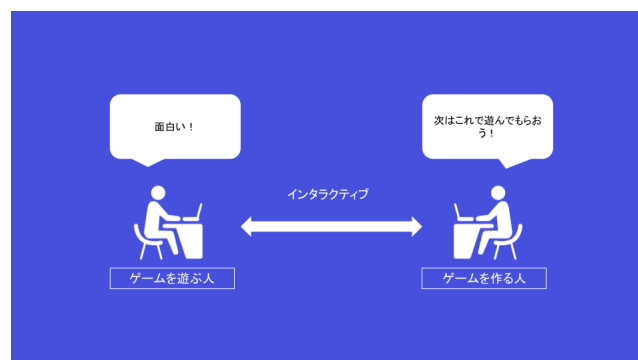 面白い！
次はこれで遊んでもらお
う！
インタラクティブ
ゲームを遊ぶ人
ゲームを作る人